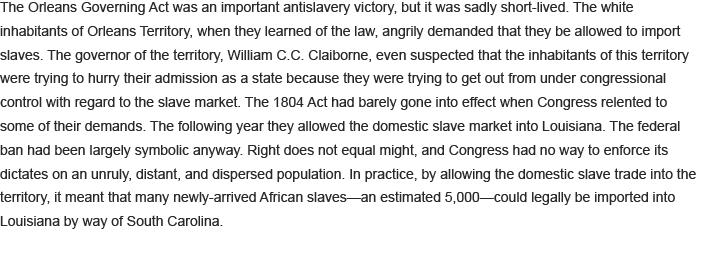 The Orleans Governing Act was an important antislavery victory, but it was sadly short-lived. The white
inhabitants of Orleans Territory, when they learned of the law, angrily demanded that they be allowed to import
slaves. The governor of the territory, William C.C. Claiborne, even suspected that the inhabitants of this territory
were trying to hurry their admission as a state because they were trying to get out from under congressional
control with regard to the slave market. The 1804 Act had barely gone into effect when Congress relented to
some of their demands. The following year they allowed the domestic slave market into Louisiana. The federal
ban had been largely symbolic anyway. Right does not equal might, and Congress had no way to enforce its
dictates on an unruly, distant, and dispersed population. In practice, by allowing the domestic slave trade into the
territory, it meant that many newly-arrived African slaves—an estimated 5,000—could legally be imported into
Louisiana by way of South Carolina.